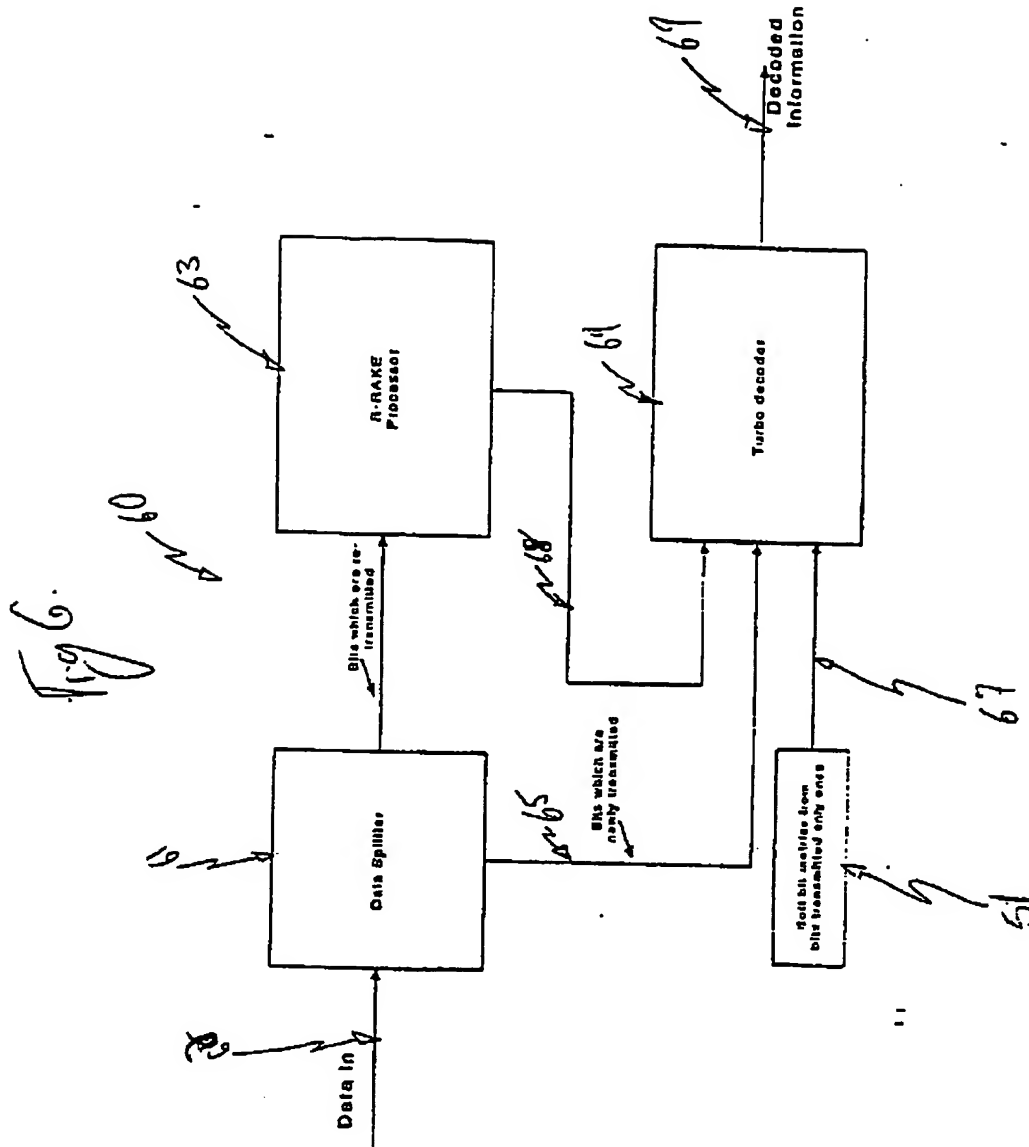 Fig 6.
60
Data In
61
Data Splitter
Bits which are re-
transmitted
63
R-RAKE
Processor
65
Bits which are
newly transmitted
68
Soft bit metrics from
bits transmitted only once
51
67
Turbo decoder
Decoded
Information